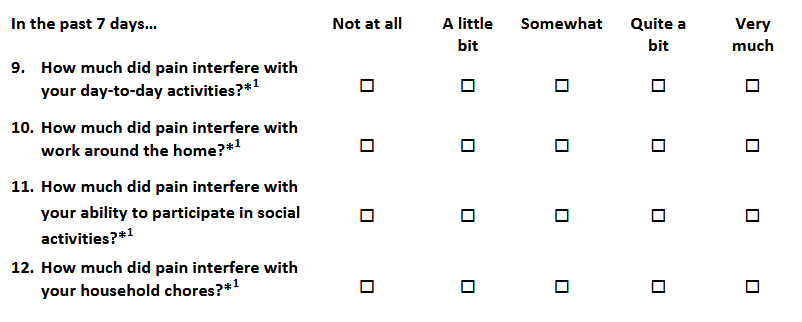 In the past 7 days... Not at all A little bit Somewhat Quite a bit Very much
9. How much did pain interfere with
your day-to-day activities?*¹ ☐ ☐ ☐ ☐ ☐
10. How much did pain interfere with
work around the home?*¹ ☐ ☐ ☐ ☐ ☐
11. How much did pain interfere with
your ability to participate in social ☐ ☐ ☐ ☐ ☐
activities?*¹
12. How much did pain interfere with
your household chores?*¹ ☐ ☐ ☐ ☐ ☐